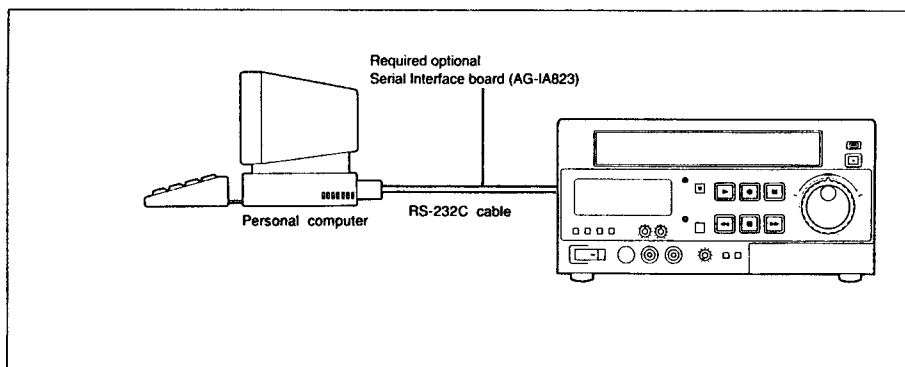 Required optional
Serial Interface board (AG-IA823)
Personal computer
RS-232C cable